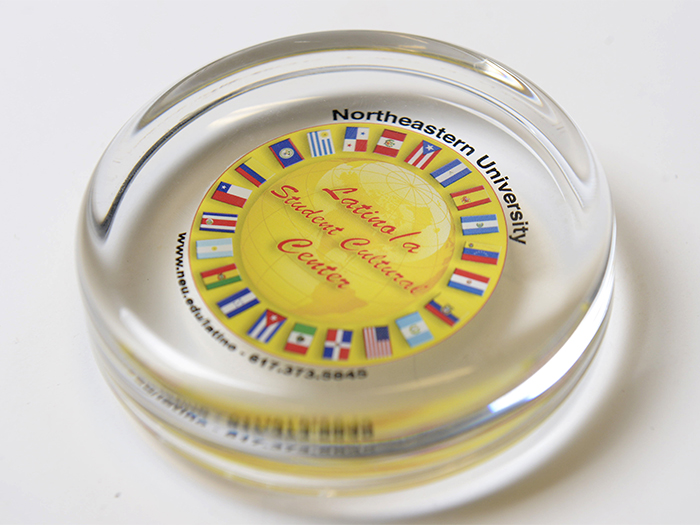 Northeastern University
Latino/a
Student Cultural
Center
www.neu.edu/latino - 617.373.5845